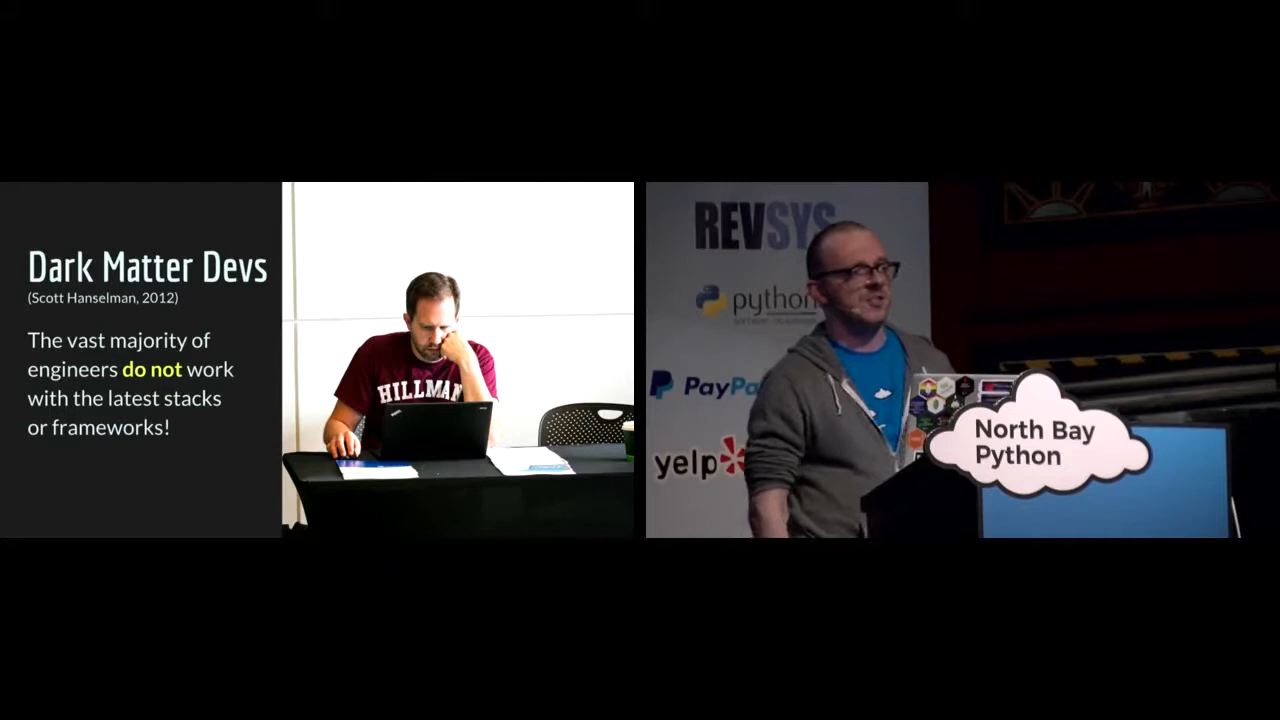 Dark Matter Devs
(Scott Hanselman, 2012)
The vast majority of
engineers do not work
with the latest stacks
or frameworks!
HILLMAN
REVSYS
python
PayPa
yelp
North Bay
Python